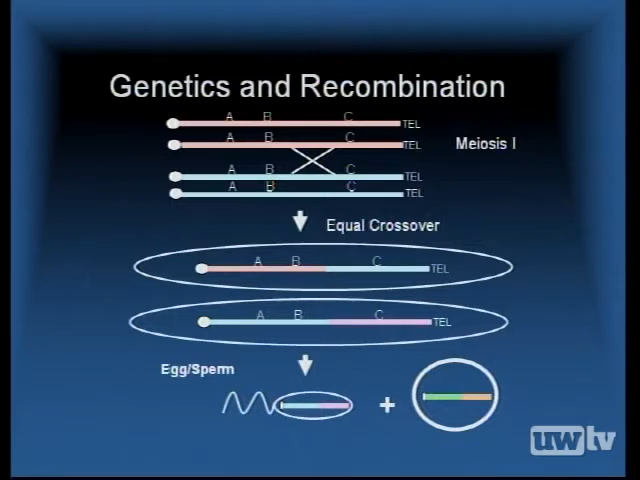 Genetics and Recombination
A B C
TEL
A B C
TEL
Meiosis I
A B C
TEL
A B C
TEL
Equal Crossover
A B C
TEL
A B C
TEL
Egg/Sperm
+
uwtv